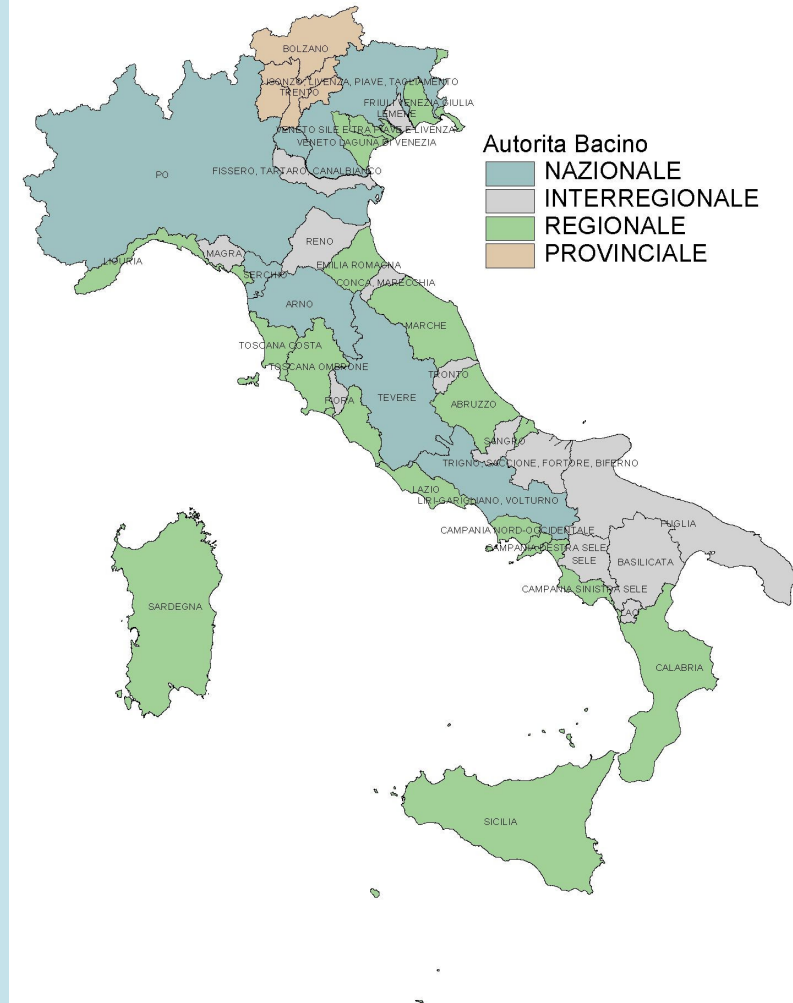 BOLZANO
ISONZO, LIVENZA, PIAVE, TAGLIAMENTO
TRENTO
FRIULI VENEZIA GIULIA
LEMENE
VENETO SILE E TRA PIAVE E LIVENZA
VENETO LAGUNA DI VENEZIA
Autorita Bacino
NAZIONALE
INTERREGIONALE
REGIONALE
PROVINCIALE
PO
FISSERO, TARTARO, CANALBIANCO
RENO
MAGRA
LIGURIA
EMILIA ROMAGNA
SERCHIO
CONCA, MARECCHIA
ARNO
MARCHE
TOSCANA COSTA
TOSCANA OMBRONE
TRONTO
FIORA
TEVERE
ABRUZZO
SANGRO
TRIGNO, SACCIONE, FORTORE, BIFERNO
LAZIO
LIRI-GARIGLIANO, VOLTURNO
PUGLIA
CAMPANIA NORD-OCCIDENTALE
CAMPANIA DESTRA SELE
SELE
BASILICATA
CAMPANIA SINISTRA SELE
LAO
SARDEGNA
CALABRIA
SICILIA